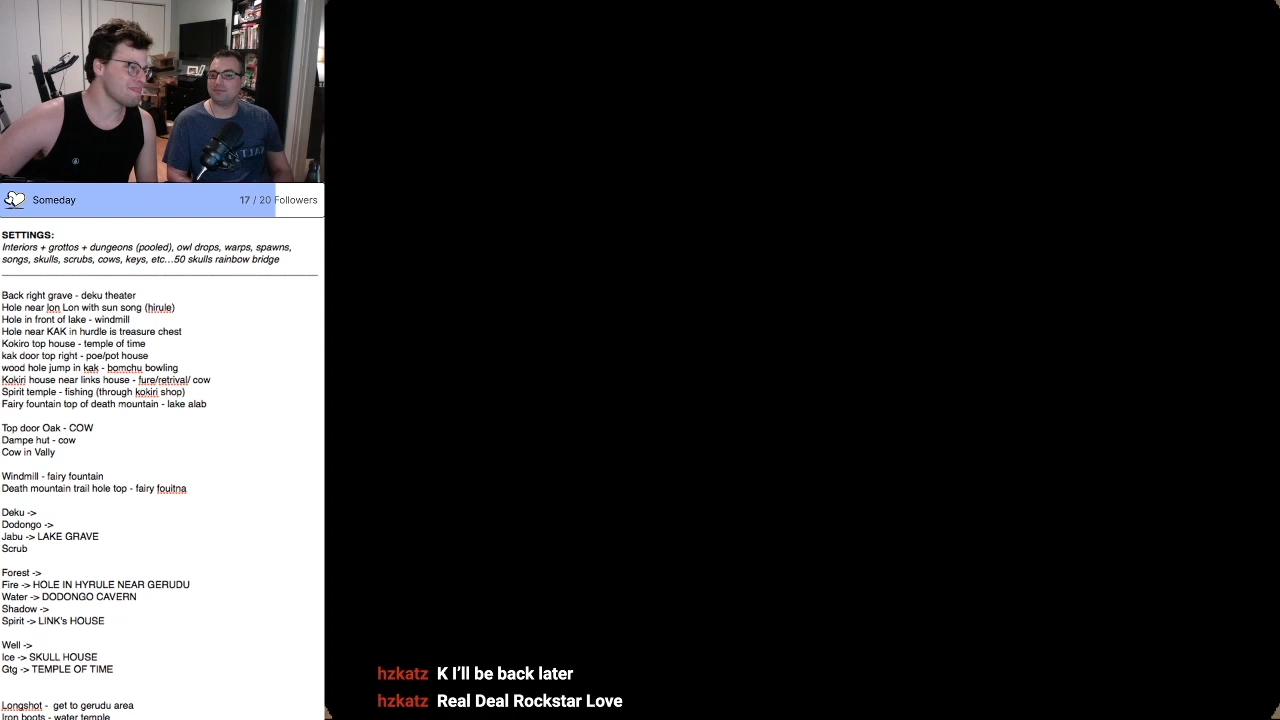 Someday
17 / 20 Followers
SETTINGS:
Interiors + grottos + dungeons (pooled), owl drops, warps, spawns,
songs, skulls, scrubs, cows, keys, etc...50 skulls rainbow bridge
Back right grave - deku theater
Hole near lon Lon with sun song (hirule)
Hole in front of lake - windmill
Hole near KAK in hurdle is treasure chest
Kokiro top house - temple of time
kak door top right - poe/pot house
wood hole jump in kak - bomchu bowling
Kokiri house near links house - fure/retrival/ cow
Spirit temple - fishing (through kokiri shop)
Fairy fountain top of death mountain - lake alab
Top door Oak - COW
Dampe hut - cow
Cow in Vally
Windmill - fairy fountain
Death mountain trail hole top - fairy fouitna
Deku ->
Dodongo ->
Jabu -> LAKE GRAVE
Scrub
Forest ->
Fire -> HOLE IN HYRULE NEAR GERUDU
Water -> DODONGO CAVERN
Shadow ->
Spirit -> LINK's HOUSE
Well ->
Ice -> SKULL HOUSE
Gtg -> TEMPLE OF TIME
Longshot - get to gerudu area
Iron boots - water temple
hzkatz K I'll be back later
hzkatz Real Deal Rockstar Love